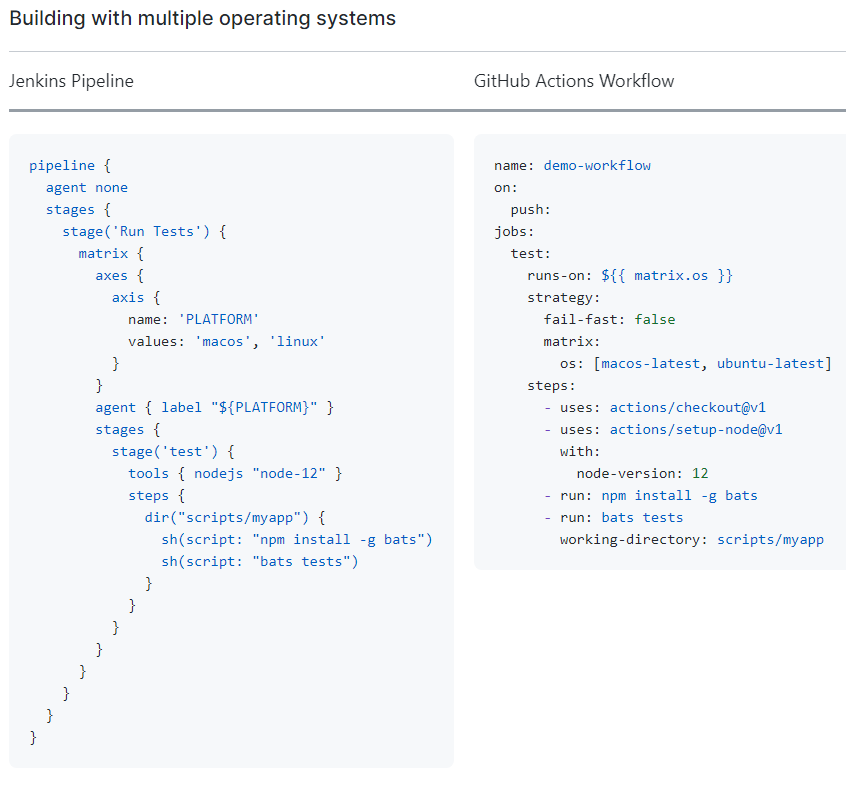 Building with multiple operating systems
Jenkins Pipeline
GitHub Actions Workflow
pipeline {
  agent none
  stages {
    stage('Run Tests') {
      matrix {
        axes {
          axis {
            name: 'PLATFORM'
            values: 'macos', 'linux'
          }
        }
        agent { label "${PLATFORM}" }
        stages {
          stage('test') {
            tools { nodejs "node-12" }
            steps {
              dir("scripts/myapp") {
                sh(script: "npm install -g bats")
                sh(script: "bats tests")
              }
            }
          }
        }
      }
    }
  }
}
name: demo-workflow
on:
  push:
jobs:
  test:
    runs-on: ${{ matrix.os }}
    strategy:
      fail-fast: false
      matrix:
        os: [macos-latest, ubuntu-latest]
    steps:
      - uses: actions/checkout@v1
      - uses: actions/setup-node@v1
        with:
          node-version: 12
      - run: npm install -g bats
      - run: bats tests
        working-directory: scripts/myapp